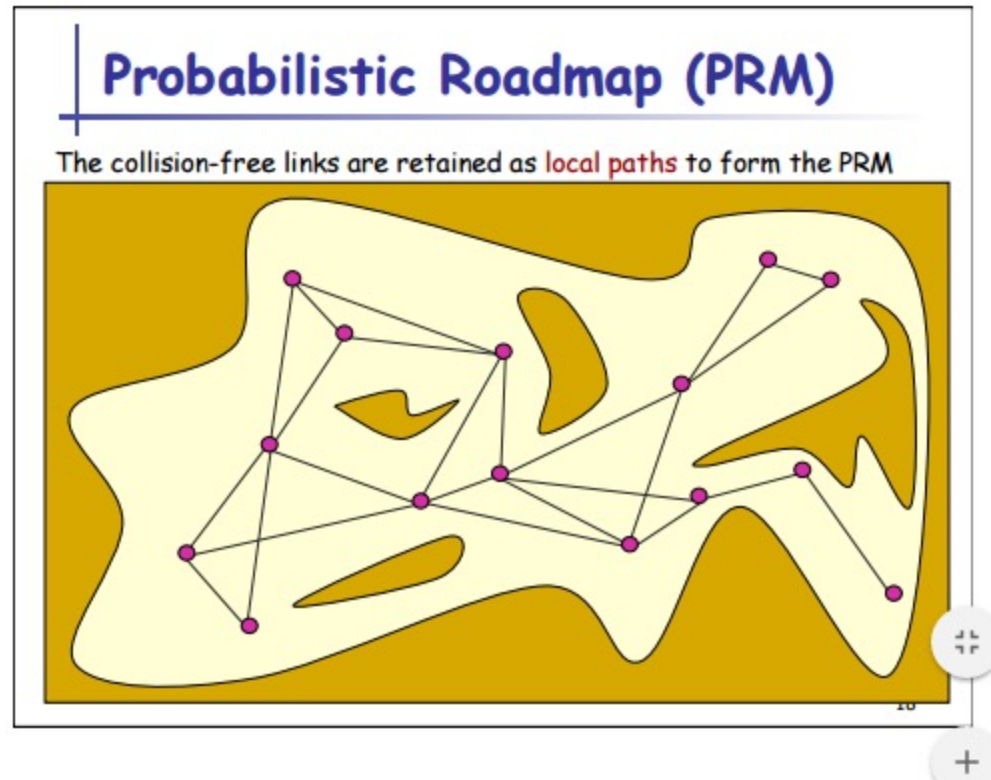 Probabilistic Roadmap (PRM)
The collision-free links are retained as local paths to form the PRM